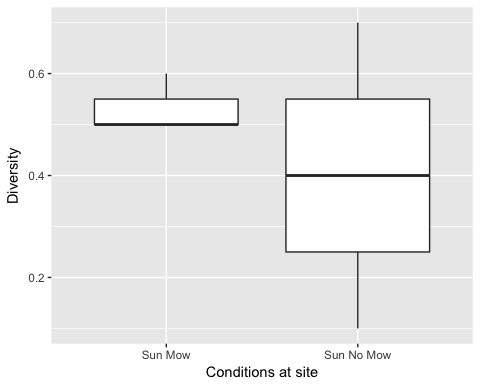 Diversity
0.6
0.4
0.2
Sun Mow
Sun No Mow
Conditions at site